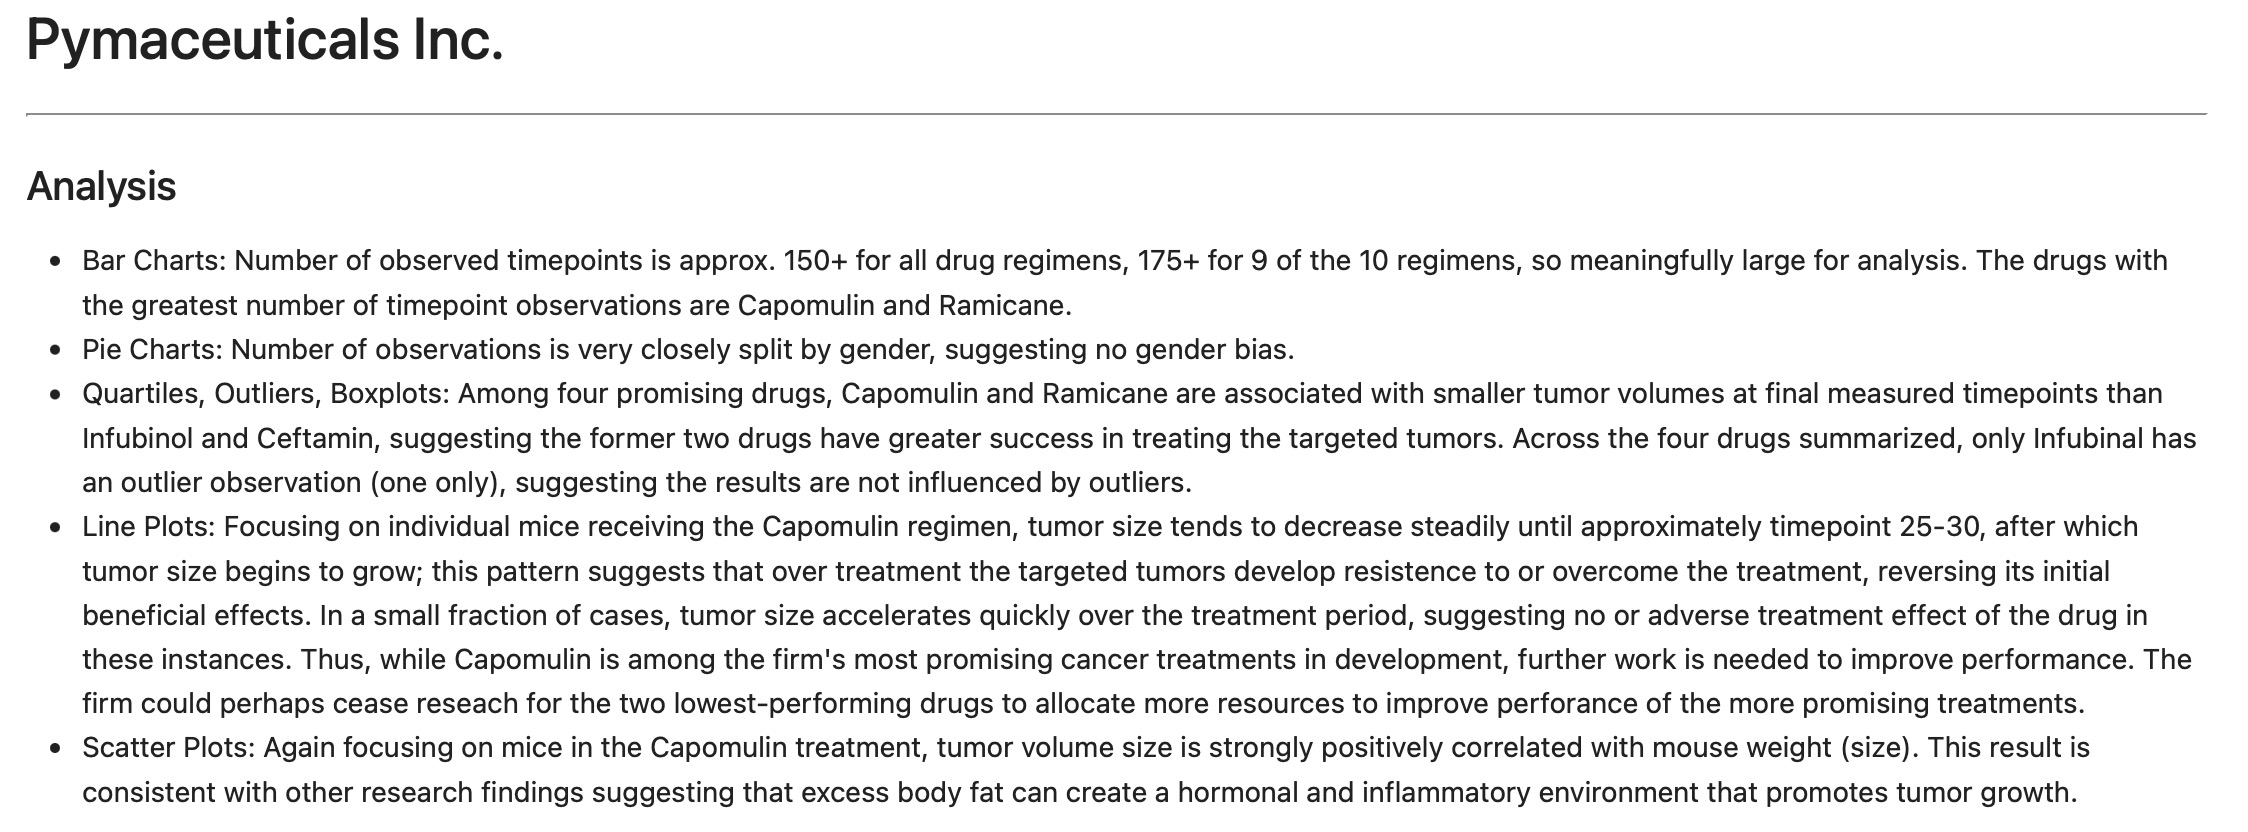 Pymaceuticals Inc.
Analysis
• Bar Charts: Number of observed timepoints is approx. 150+ for all drug regimens, 175+ for 9 of the 10 regimens, so meaningfully large for analysis. The drugs with
the greatest number of timepoint observations are Capomulin and Ramicane.
• Pie Charts: Number of observations is very closely split by gender, suggesting no gender bias.
• Quartiles, Outliers, Boxplots: Among four promising drugs, Capomulin and Ramicane are associated with smaller tumor volumes at final measured timepoints than
Infubinol and Ceftamin, suggesting the former two drugs have greater success in treating the targeted tumors. Across the four drugs summarized, only Infubinal has
an outlier observation (one only), suggesting the results are not influenced by outliers.
• Line Plots: Focusing on individual mice receiving the Capomulin regimen, tumor size tends to decrease steadily until approximately timepoint 25-30, after which
tumor size begins to grow; this pattern suggests that over treatment the targeted tumors develop resistence to or overcome the treatment, reversing its initial
beneficial effects. In a small fraction of cases, tumor size accelerates quickly over the treatment period, suggesting no or adverse treatment effect of the drug in
these instances. Thus, while Capomulin is among the firm's most promising cancer treatments in development, further work is needed to improve performance. The
firm could perhaps cease reseach for the two lowest-performing drugs to allocate more resources to improve perforance of the more promising treatments.
• Scatter Plots: Again focusing on mice in the Capomulin treatment, tumor volume size is strongly positively correlated with mouse weight (size). This result is
consistent with other research findings suggesting that excess body fat can create a hormonal and inflammatory environment that promotes tumor growth.